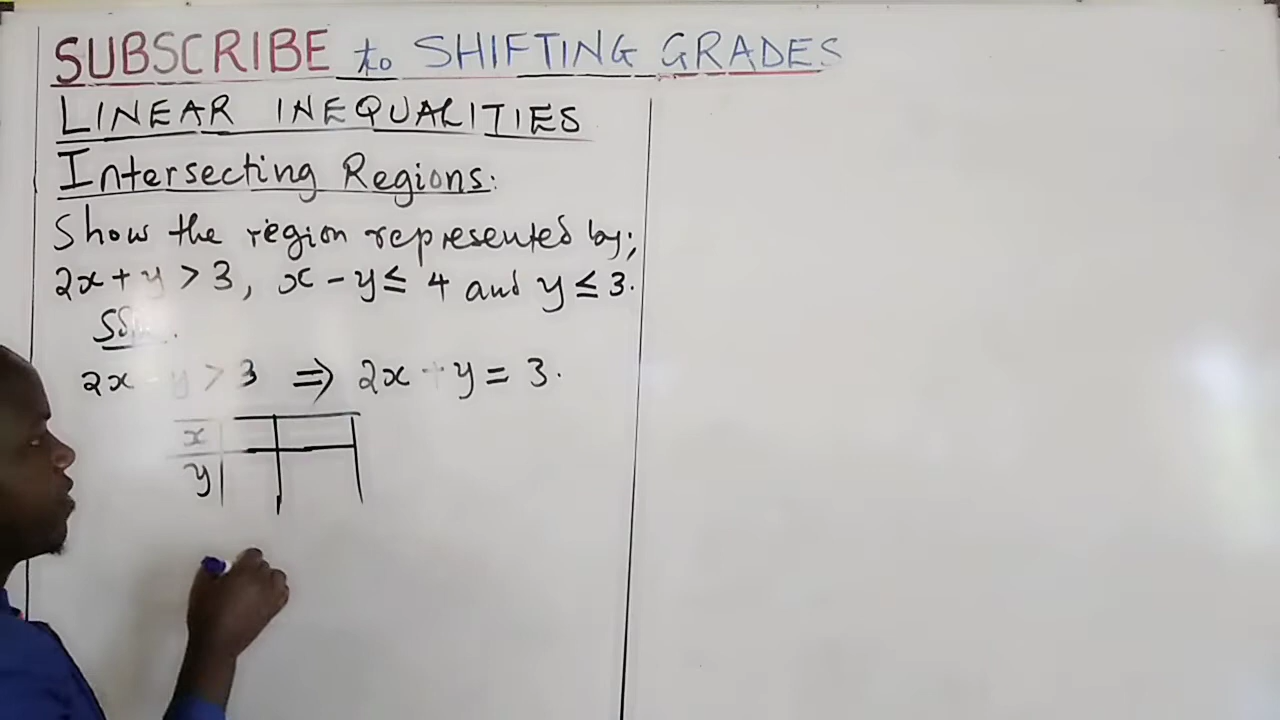 SUBSCRIBE to SHIFTING GRADES
LINEAR INEQUALITIES
Intersecting Regions:
Show the region represented by;
2x + y > 3, x - y ≤ 4 and y ≤ 3.
2x + y > 3 ⇒ 2x + y = 3.
x
y